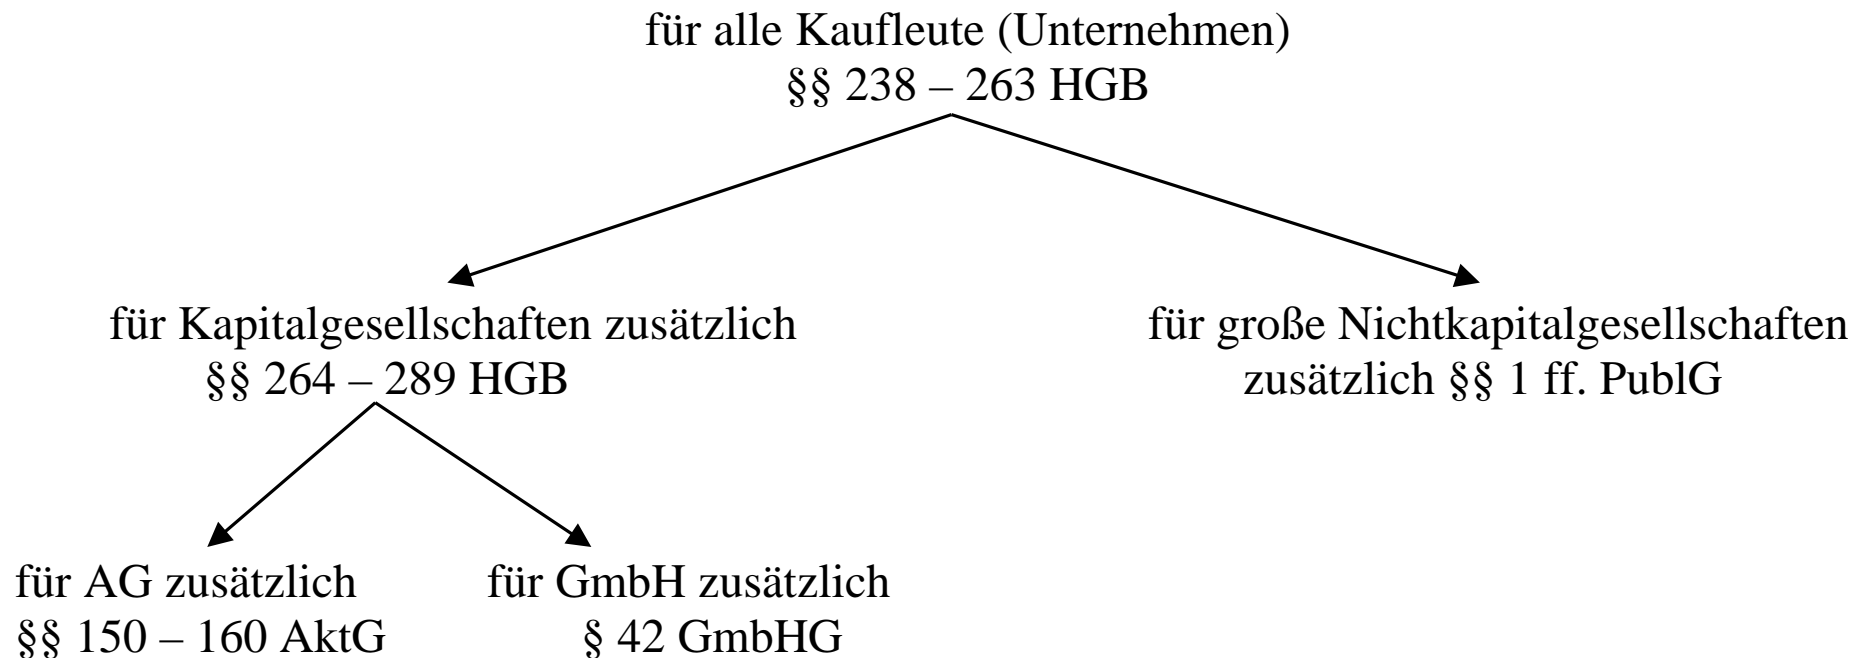 für alle Kaufleute (Unternehmen)
§§ 238 – 263 HGB
für Kapitalgesellschaften zusätzlich
§§ 264 – 289 HGB
für große Nichtkapitalgesellschaften
zusätzlich §§ 1 ff. PublG
für AG zusätzlich
§§ 150 – 160 AktG
für GmbH zusätzlich
§ 42 GmbHG